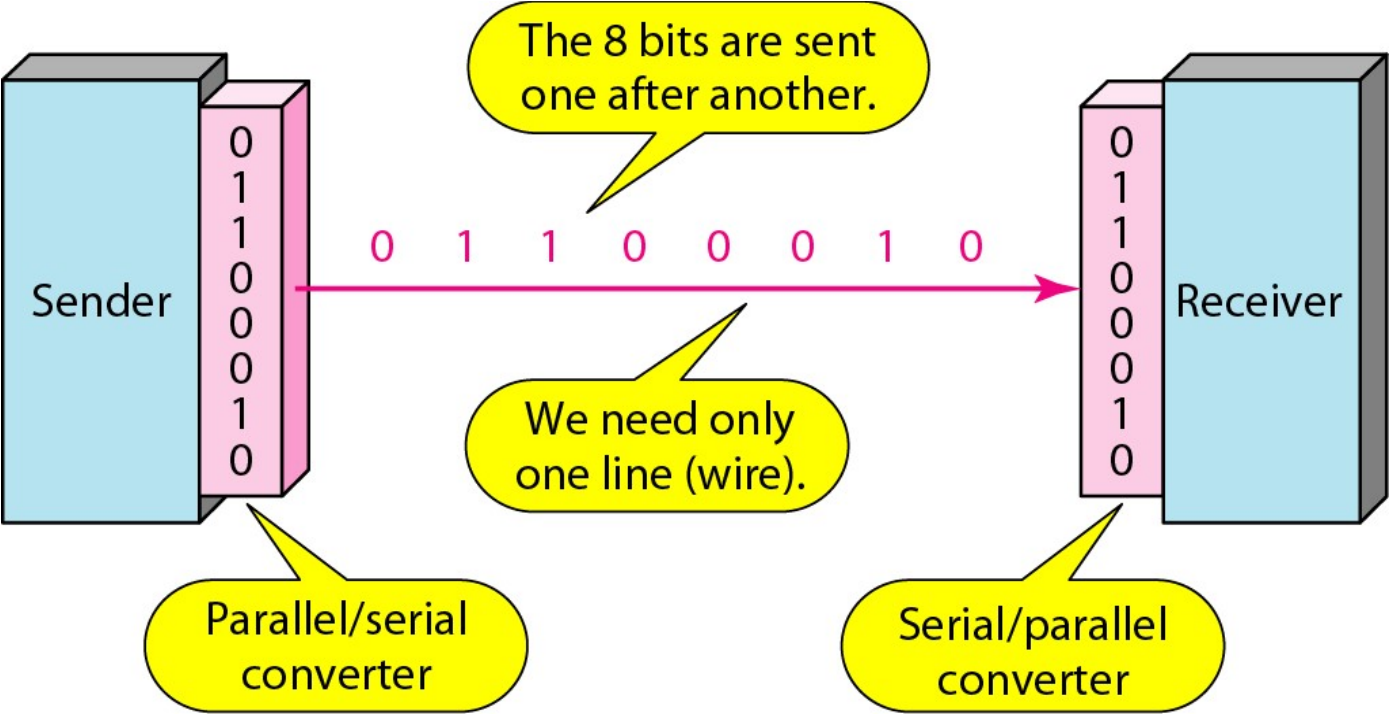 The 8 bits are sent
one after another.
Sender
0
1
1
0
0
0
1
0
0 1 1 0 0 0 1 0
0
1
1
0
0
0
1
0
Receiver
We need only
one line (wire).
Parallel/serial
converter
Serial/parallel
converter